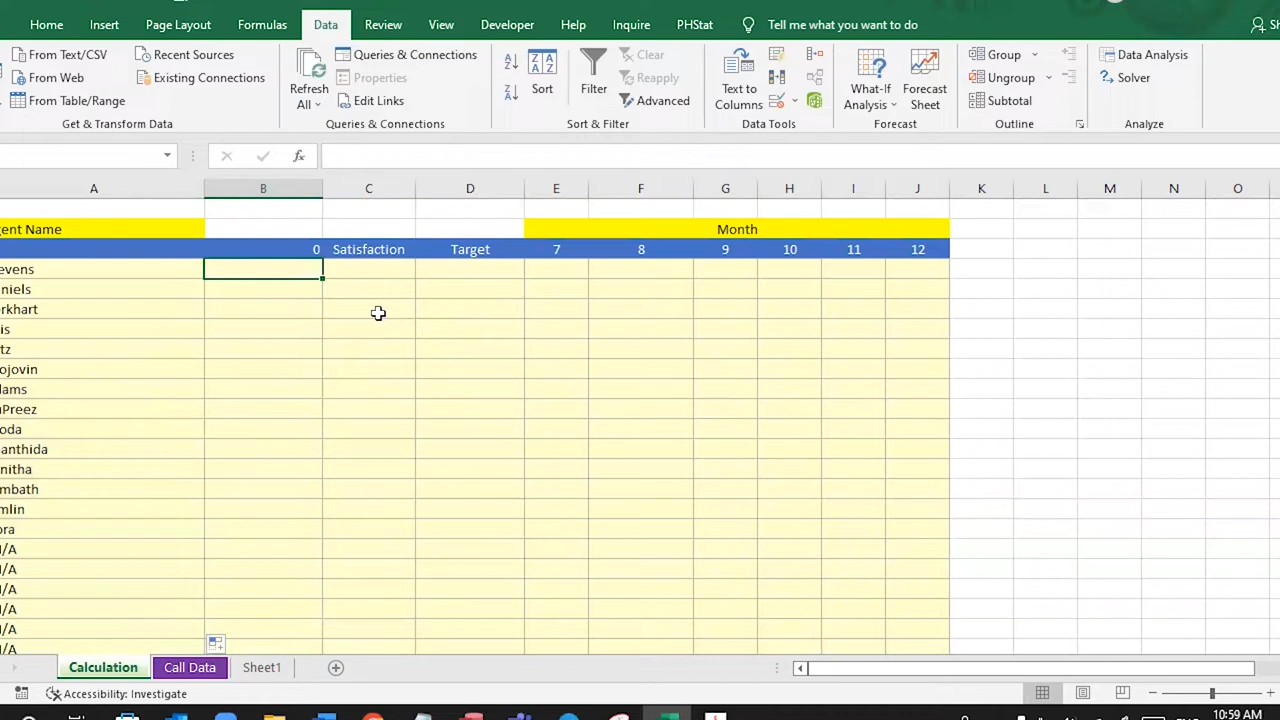 Home Insert Page Layout Formulas Data Review View Developer Help Inquire PHStat Tell me what you want to do
From Text/CSV Recent Sources Queries & Connections Clear Group Data Analysis
From Web Existing Connections Properties Reapply Ungroup Solver
From Table/Range Edit Links Advanced Subtotal
Refresh All Sort Filter Text to Columns What-If Analysis Forecast Sheet
Get & Transform Data Queries & Connections Sort & Filter Data Tools Forecast Outline Analyze
fx
A B C D E F G H I J K L M N O
gent Name Month
0 Satisfaction Target 7 8 9 10 11 12
evens
niels
rkhart
is
tz
ojovin
lams
Preez
oda
anthida
nitha
mbath
mlin
ora
I/A
I/A
I/A
I/A
I/A
I/A
Calculation Call Data Sheet1
Accessibility: Investigate
10:59 AM